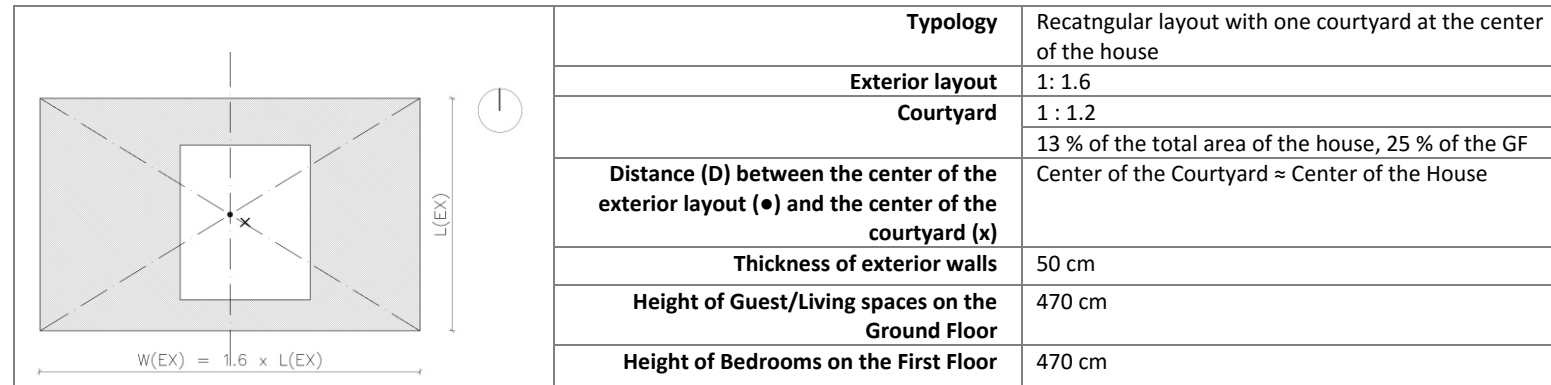 L(EX)
W(EX) = 1.6 x L(EX)
Typology
Recatngular layout with one courtyard at the center
of the house
Exterior layout
1: 1.6
Courtyard
1 : 1.2
13 % of the total area of the house, 25 % of the GF
Distance (D) between the center of the
exterior layout (●) and the center of the
courtyard (x)
Center of the Courtyard ≈ Center of the House
Thickness of exterior walls
50 cm
Height of Guest/Living spaces on the
Ground Floor
470 cm
Height of Bedrooms on the First Floor
470 cm